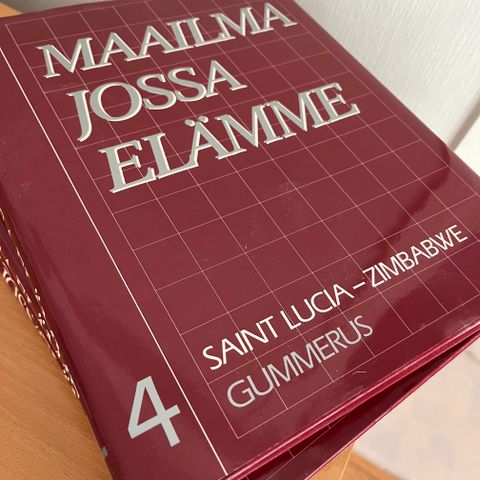 MAAILMA
JOSSA
ELÄMME
SAINT LUCIA – ZIMBABWE
GUMMERUS
4